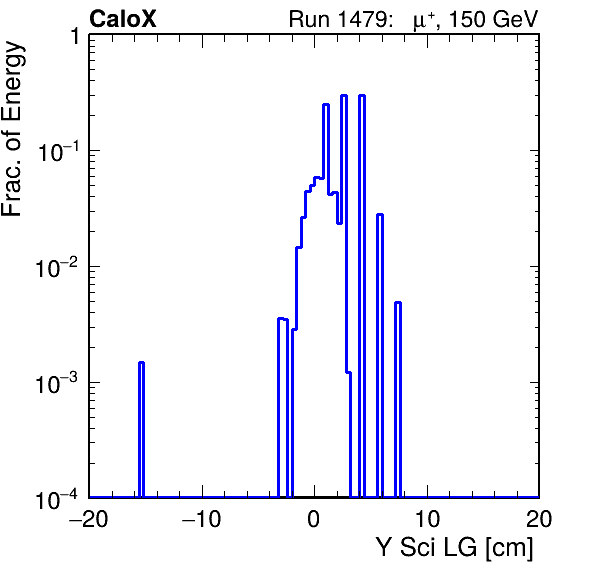 CaloX Run 1479: μ⁺, 150 GeV
Frac. of Energy
1
10⁻¹
10⁻²
10⁻³
10⁻⁴
−20 −10 0 10 20
Y Sci LG [cm]